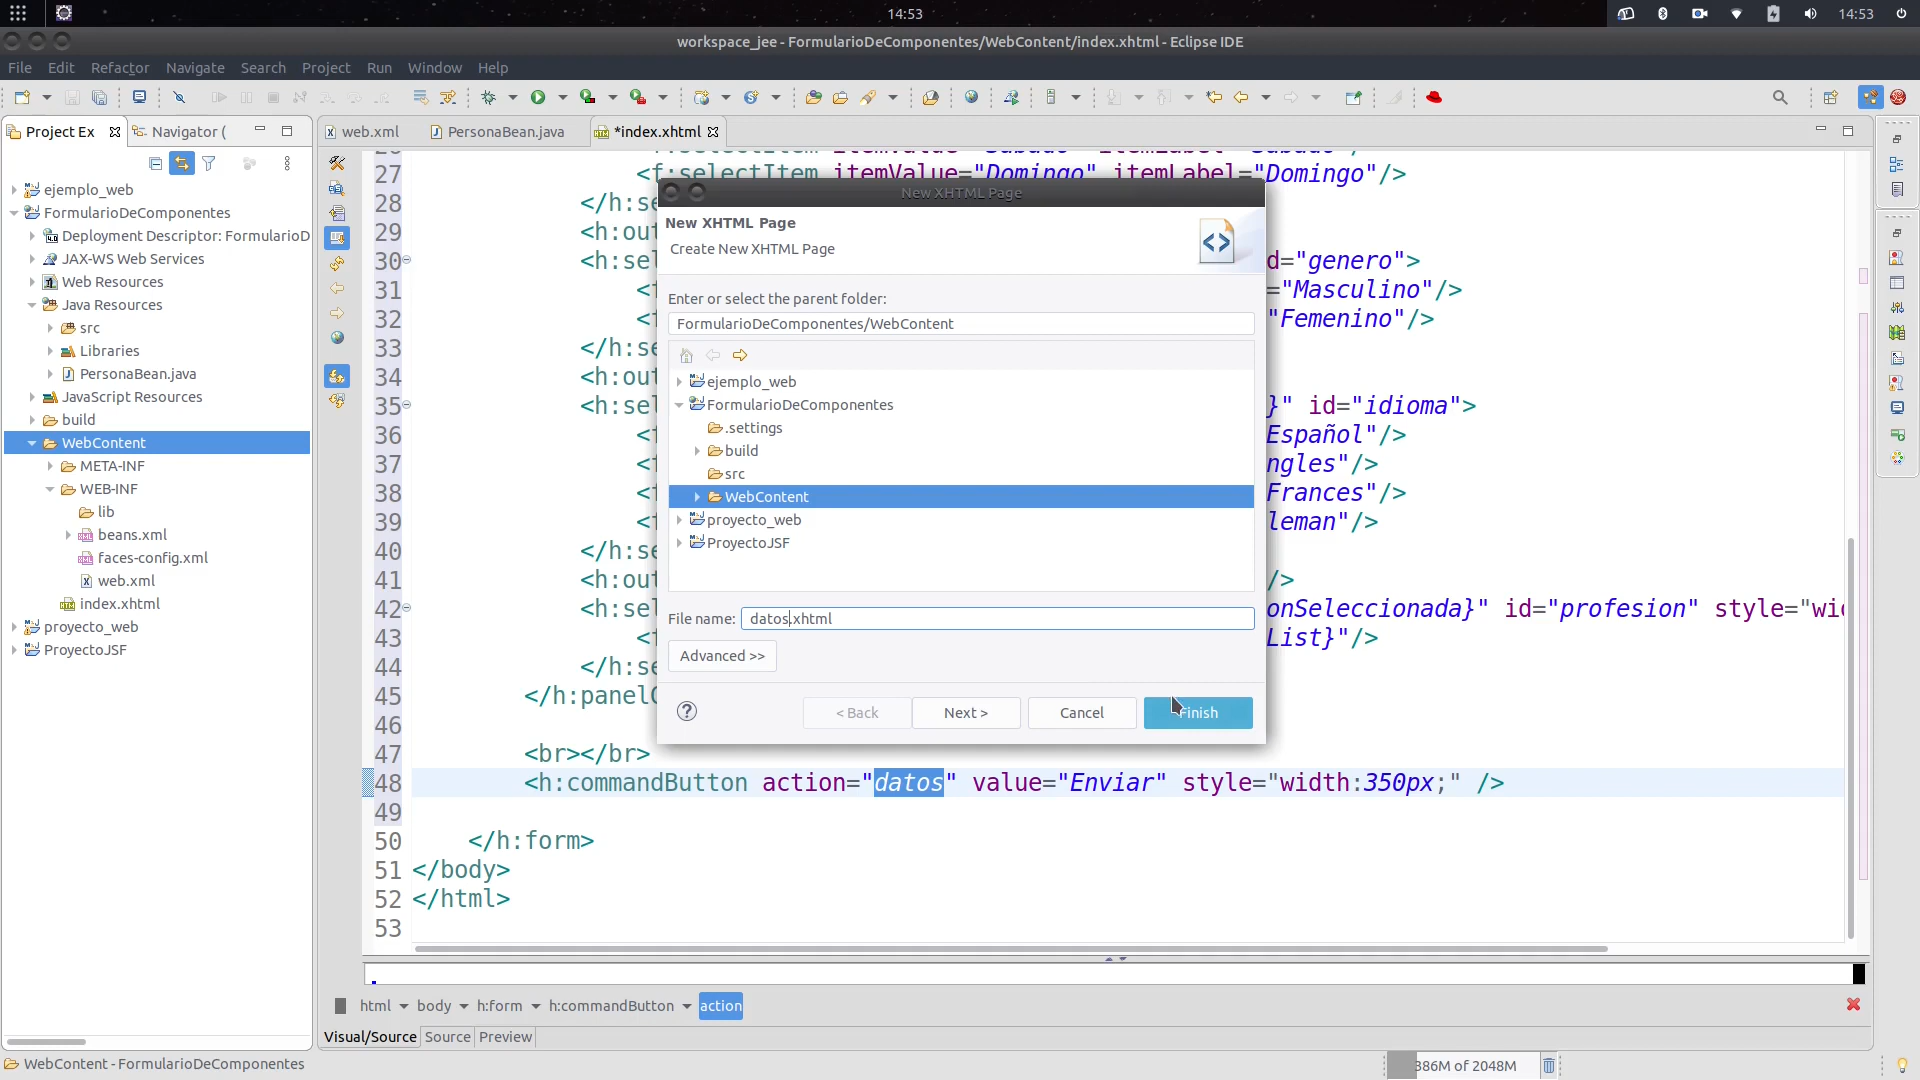 14:53
14:53
workspace_jee - FormularioDeComponentes/WebContent/index.xhtml - Eclipse IDE
File Edit Refactor Navigate Search Project Run Window Help
Project Ex
Navigator (
ejemplo_web
FormularioDeComponentes
Deployment Descriptor: FormularioD
JAX-WS Web Services
Web Resources
Java Resources
src
Libraries
PersonaBean.java
JavaScript Resources
build
WebContent
META-INF
WEB-INF
lib
beans.xml
faces-config.xml
web.xml
index.xhtml
proyecto_web
ProyectoJSF
web.xml PersonaBean.java *index.xhtml
27 <f:selectItem itemValue="Domingo" itemLabel="Domingo"/>
28 </h:se
29 <h:out
30 <h:sel d="genero">
31 <f ="Masculino"/>
32 <f "Femenino"/>
33 </h:se
34 <h:out
35 <h:sel }" id="idioma">
36 <f Español"/>
37 <f ngles"/>
38 <f Frances"/>
39 <f leman"/>
40 </h:se
41 <h:out />
42 <h:sel onSeleccionada}" id="profesion" style="wi
43 <f List}"/>
44 </h:se
45 </h:panelG
46
47 <br></br>
48 <h:commandButton action="datos" value="Enviar" style="width:350px;" />
49
50 </h:form>
51 </body>
52 </html>
53
New XHTML Page
New XHTML Page
Create New XHTML Page
Enter or select the parent folder:
FormularioDeComponentes/WebContent
ejemplo_web
FormularioDeComponentes
.settings
build
src
WebContent
proyecto_web
ProyectoJSF
File name: datos.xhtml
Advanced >>
< Back Next > Cancel Finish
html body h:form h:commandButton action
Visual/Source Source Preview
WebContent - FormularioDeComponentes
386M of 2048M